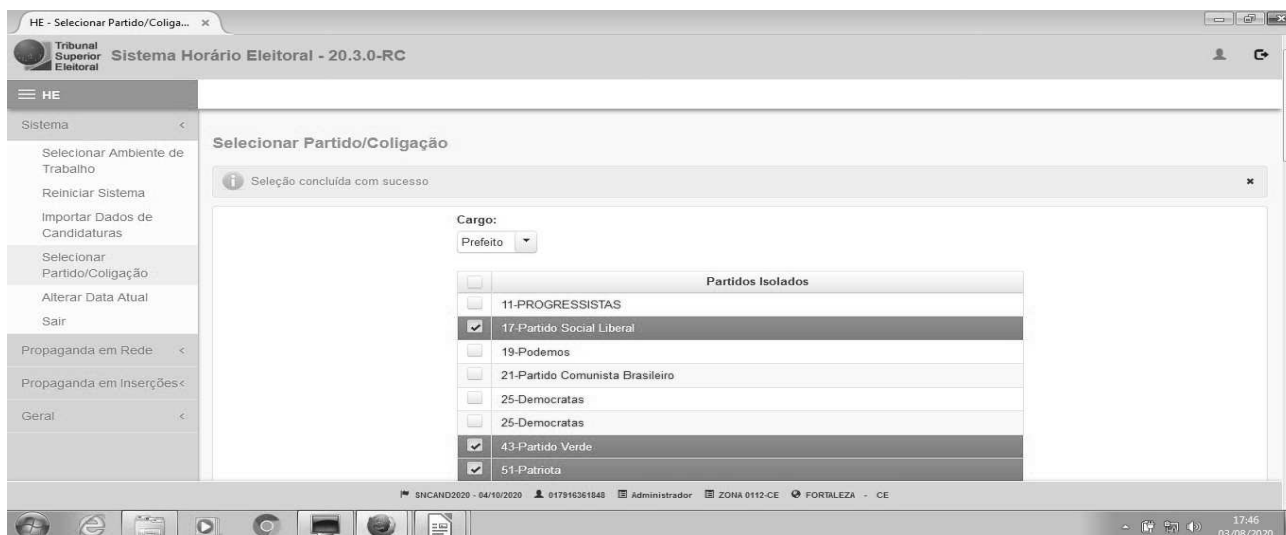 HE - Selecionar Partido/Coliga...
Tribunal
Superior
Eleitoral
Sistema Horário Eleitoral - 20.3.0-RC
HE
Sistema
Selecionar Ambiente de
Trabalho
Reiniciar Sistema
Importar Dados de
Candidaturas
Selecionar
Partido/Coligação
Alterar Data Atual
Sair
Propaganda em Rede
Propaganda em Inserções
Geral
Selecionar Partido/Coligação
Seleção concluída com sucesso
Cargo:
Prefeito
Partidos Isolados
11-PROGRESSISTAS
17-Partido Social Liberal
19-Podemos
21-Partido Comunista Brasileiro
25-Democratas
25-Democratas
43-Partido Verde
51-Patriota
SNCAND2020 - 04/10/2020 017916361848 Administrador ZONA 0112-CE FORTALEZA - CE
17:46
03/08/2020